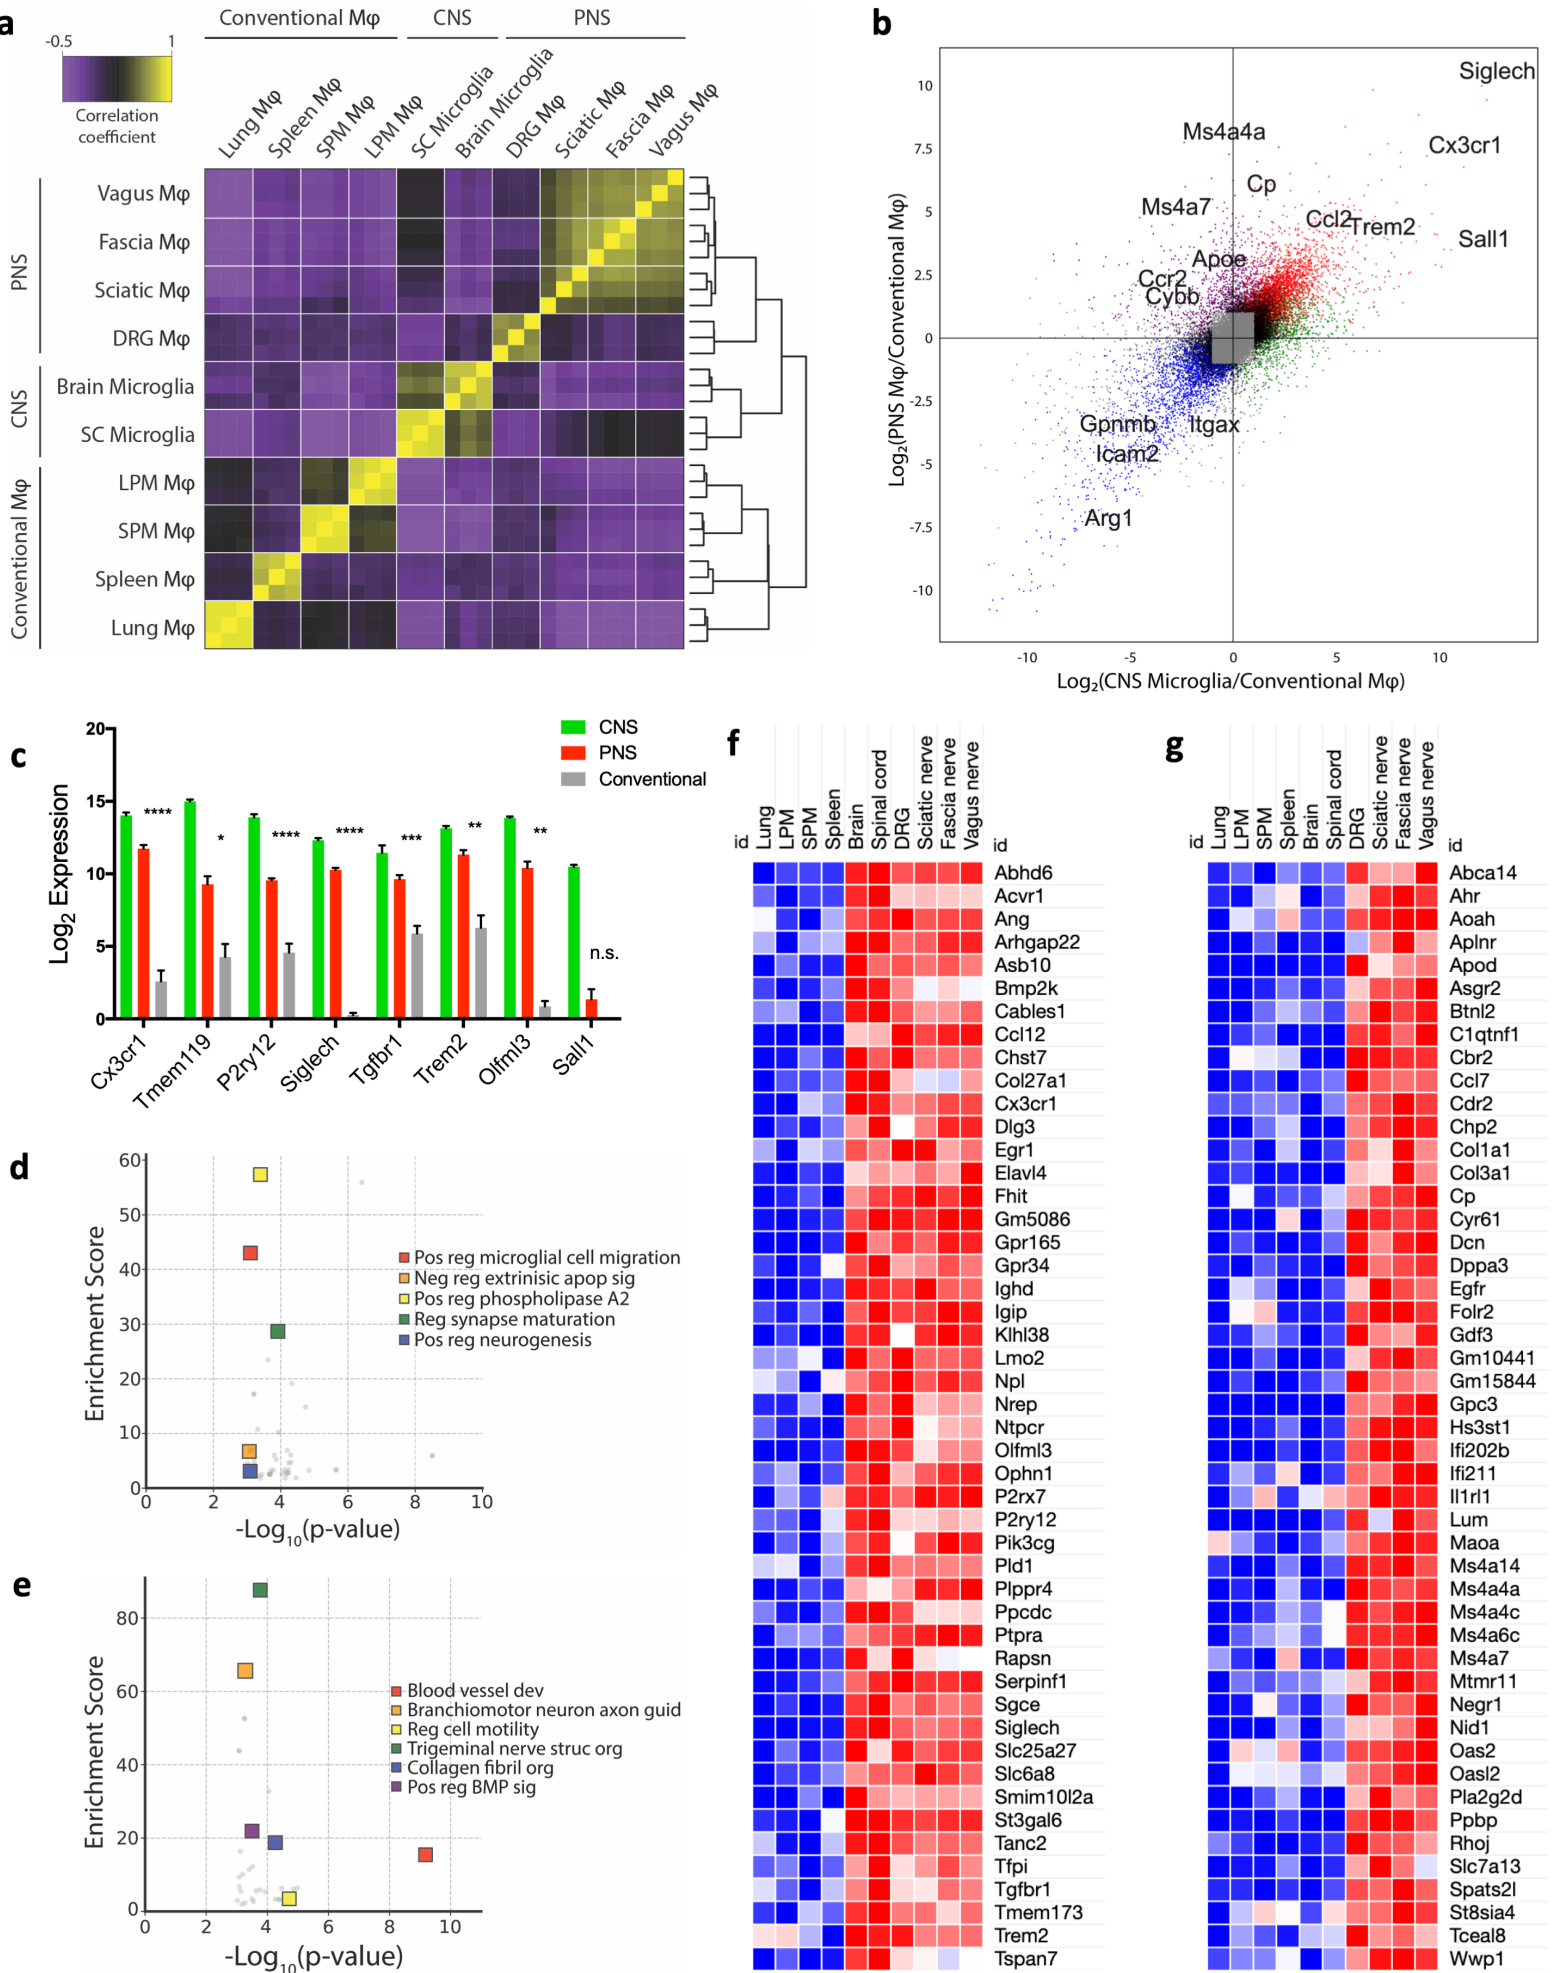 a
Conventional Mφ
CNS
PNS
-0.5
1
Correlation
coefficient
Lung Mφ
Spleen Mφ
SPM Mφ
LPM Mφ
SC Microglia
Brain Microglia
DRG Mφ
Sciatic Mφ
Fascia Mφ
Vagus Mφ
PNS
CNS
Conventional Mφ
Vagus Mφ
Fascia Mφ
Sciatic Mφ
DRG Mφ
Brain Microglia
SC Microglia
LPM Mφ
SPM Mφ
Spleen Mφ
Lung Mφ
b
Log₂(PNS Mφ/Conventional Mφ)
10
7.5
5
2.5
0
-2.5
-5
-7.5
-10
Siglech
Ms4a4a
Cx3cr1
Cp
Ms4a7
Ccl2
Trem2
Sall1
Apoe
Ccr2
Cybb
Gpnmb
Itgax
Icam2
Arg1
-10
-5
0
5
10
Log₂(CNS Microglia/Conventional Mφ)
c
Log₂ Expression
20
15
10
5
0
CNS
PNS
Conventional
****
*
****
****
***
**
**
n.s.
Cx3cr1
Tmem119
P2ry12
Siglech
Tgfbr1
Trem2
Olfml3
Sall1
d
Enrichment Score
60
50
40
30
20
10
0
Pos reg microglial cell migration
Neg reg extrinisic apop sig
Pos reg phospholipase A2
Reg synapse maturation
Pos reg neurogenesis
0
2
4
6
8
10
-Log₁₀(p-value)
e
Enrichment Score
80
60
40
20
0
Blood vessel dev
Branchiomotor neuron axon guid
Reg cell motility
Trigeminal nerve struc org
Collagen fibril org
Pos reg BMP sig
0
2
4
6
8
10
-Log₁₀(p-value)
f
id
Lung
LPM
SPM
Spleen
Brain
Spinal cord
DRG
Sciatic nerve
Fascia nerve
Vagus nerve
id
Abhd6
Acvr1
Ang
Arhgap22
Asb10
Bmp2k
Cables1
Ccl12
Chst7
Col27a1
Cx3cr1
Dlg3
Egr1
Elavl4
Fhit
Gm5086
Gpr165
Gpr34
Ighd
Igip
Klhl38
Lmo2
Npl
Nrep
Ntpcr
Olfml3
Ophn1
P2rx7
P2ry12
Pik3cg
Pld1
Plppr4
Ppcdc
Ptpra
Rapsn
Serpinf1
Sgce
Siglech
Slc25a27
Slc6a8
Smim10l2a
St3gal6
Tanc2
Tfpi
Tgfbr1
Tmem173
Trem2
Tspan7
g
id
Lung
LPM
SPM
Spleen
Brain
Spinal cord
DRG
Sciatic nerve
Fascia nerve
Vagus nerve
id
Abca14
Ahr
Aoah
Aplnr
Apod
Asgr2
Btnl2
C1qtnf1
Cbr2
Ccl7
Cdr2
Chp2
Col1a1
Col3a1
Cp
Cyr61
Dcn
Dppa3
Egfr
Folr2
Gdf3
Gm10441
Gm15844
Gpc3
Hs3st1
Ifi202b
Ifi211
Il1rl1
Lum
Maoa
Ms4a14
Ms4a4a
Ms4a4c
Ms4a6c
Ms4a7
Mtmr11
Negr1
Nid1
Oas2
Oasl2
Pla2g2d
Ppbp
Rhoj
Slc7a13
Spats2l
St8sia4
Tceal8
Wwp1